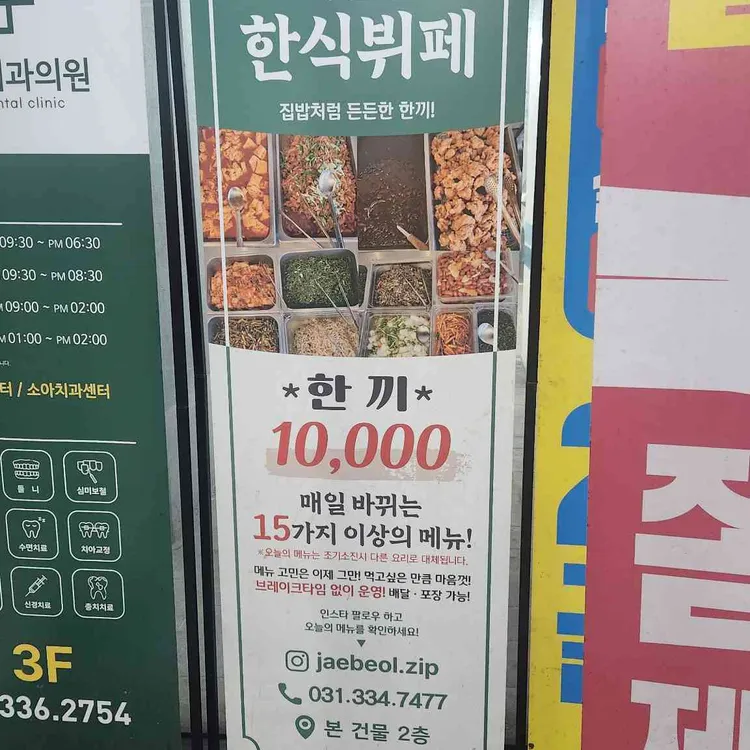 과의원
ntal clinic
09:30 ~ PM 06:30
09:30 ~ PM 08:30
09:00 ~ PM 02:00
01:00 ~ PM 02:00
니다.
터 / 소아치과센터
틀 니
심미보철
수면치료
치아교정
신경치료
충치치료
3F
336.2754
한식뷔페
집밥처럼 든든한 한끼!
*한 끼*
10,000
매일 바뀌는
15가지 이상의 메뉴!
*오늘의 메뉴는 조기소진시 다른 요리로 대체됩니다.
메뉴 고민은 이제 그만! 먹고싶은 만큼 마음껏!
브레이크타임 없이 운영! 배달 · 포장 가능!
인스타 팔로우 하고
오늘의 메뉴를 확인하세요!
jaebeol.zip
031.334.7477
본 건물 2층